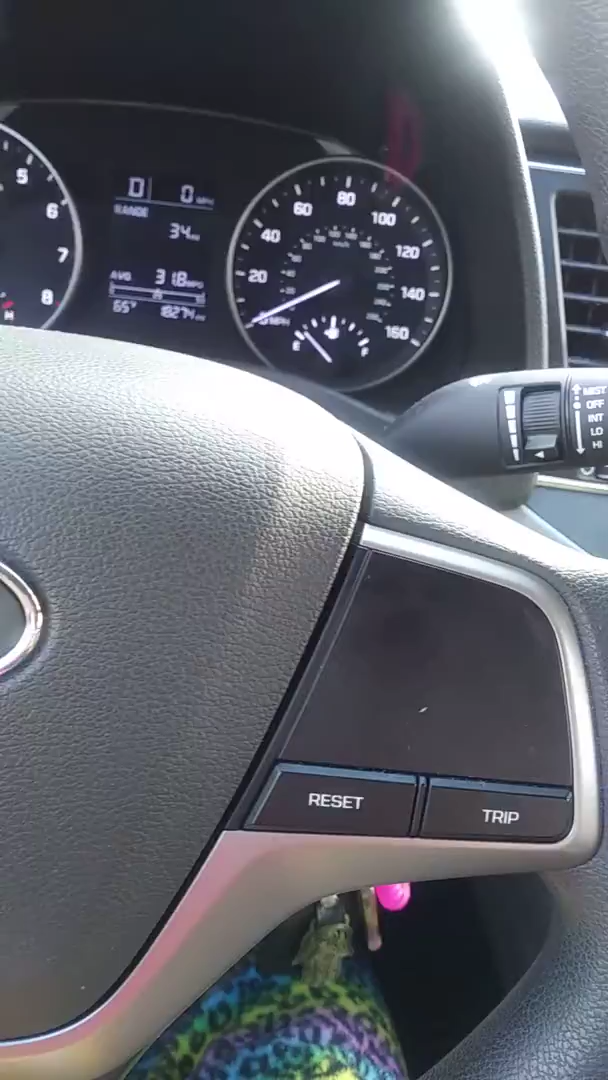 5
6
7
8
H
D 0 MPH
RANGE
34 mi
AVG. 31.8 MPG
65°F 18274 mi
20
40
60
80
100
120
140
160
MPH
km/h
E F
MIST
OFF
INT
LO
HI
RESET
TRIP